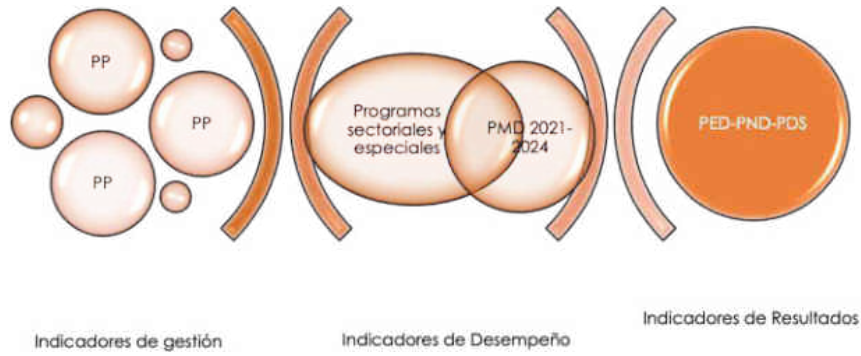 PP
PP
PP
Programas
sectoriales y
especiales
PMD 2021-
2024
PED-PND-PDS
Indicadores de gestión
Indicadores de Desempeño
Indicadores de Resultados